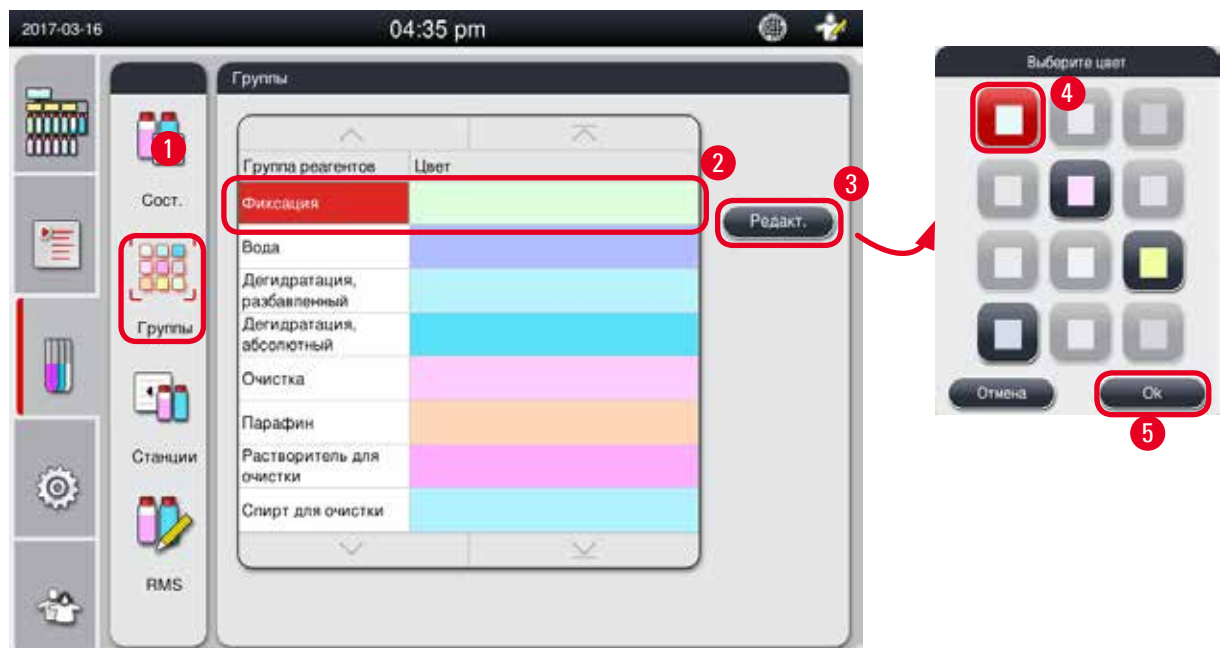 2017-03-16
04:35 pm
Группы
1
Сост.
Группы
Станции
RMS
Группа реагентов Цвет
2
Фиксация
Вода
Дегидратация,
разбавленный
Дегидратация,
абсолютный
Очистка
Парафин
Растворитель для
очистки
Спирт для очистки
3
Редакт.
Выберите цвет
4
Отмена Ok
5